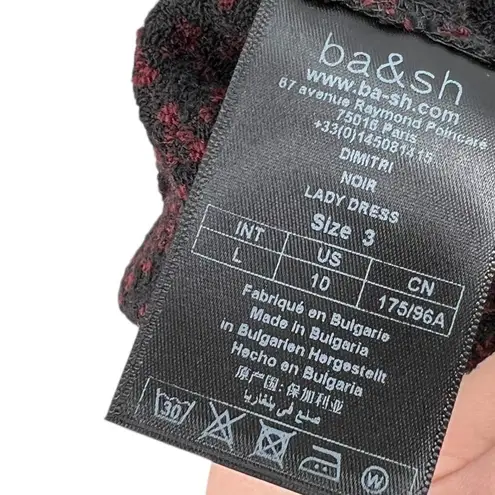 ba&sh
www.ba-sh.com
67 avenue Raymond Poincaré
75016 Paris
+33(0)145081415
DIMITRI
NOIR
LADY DRESS
Size 3
INT US CN
L 10 175/96A
Fabriqué en Bulgarie
Made in Bulgaria
in Bulgarien Hergestellt
Hecho en Bulgaria
原产国: 保加利亚
صنع في بلغاريا
30 W